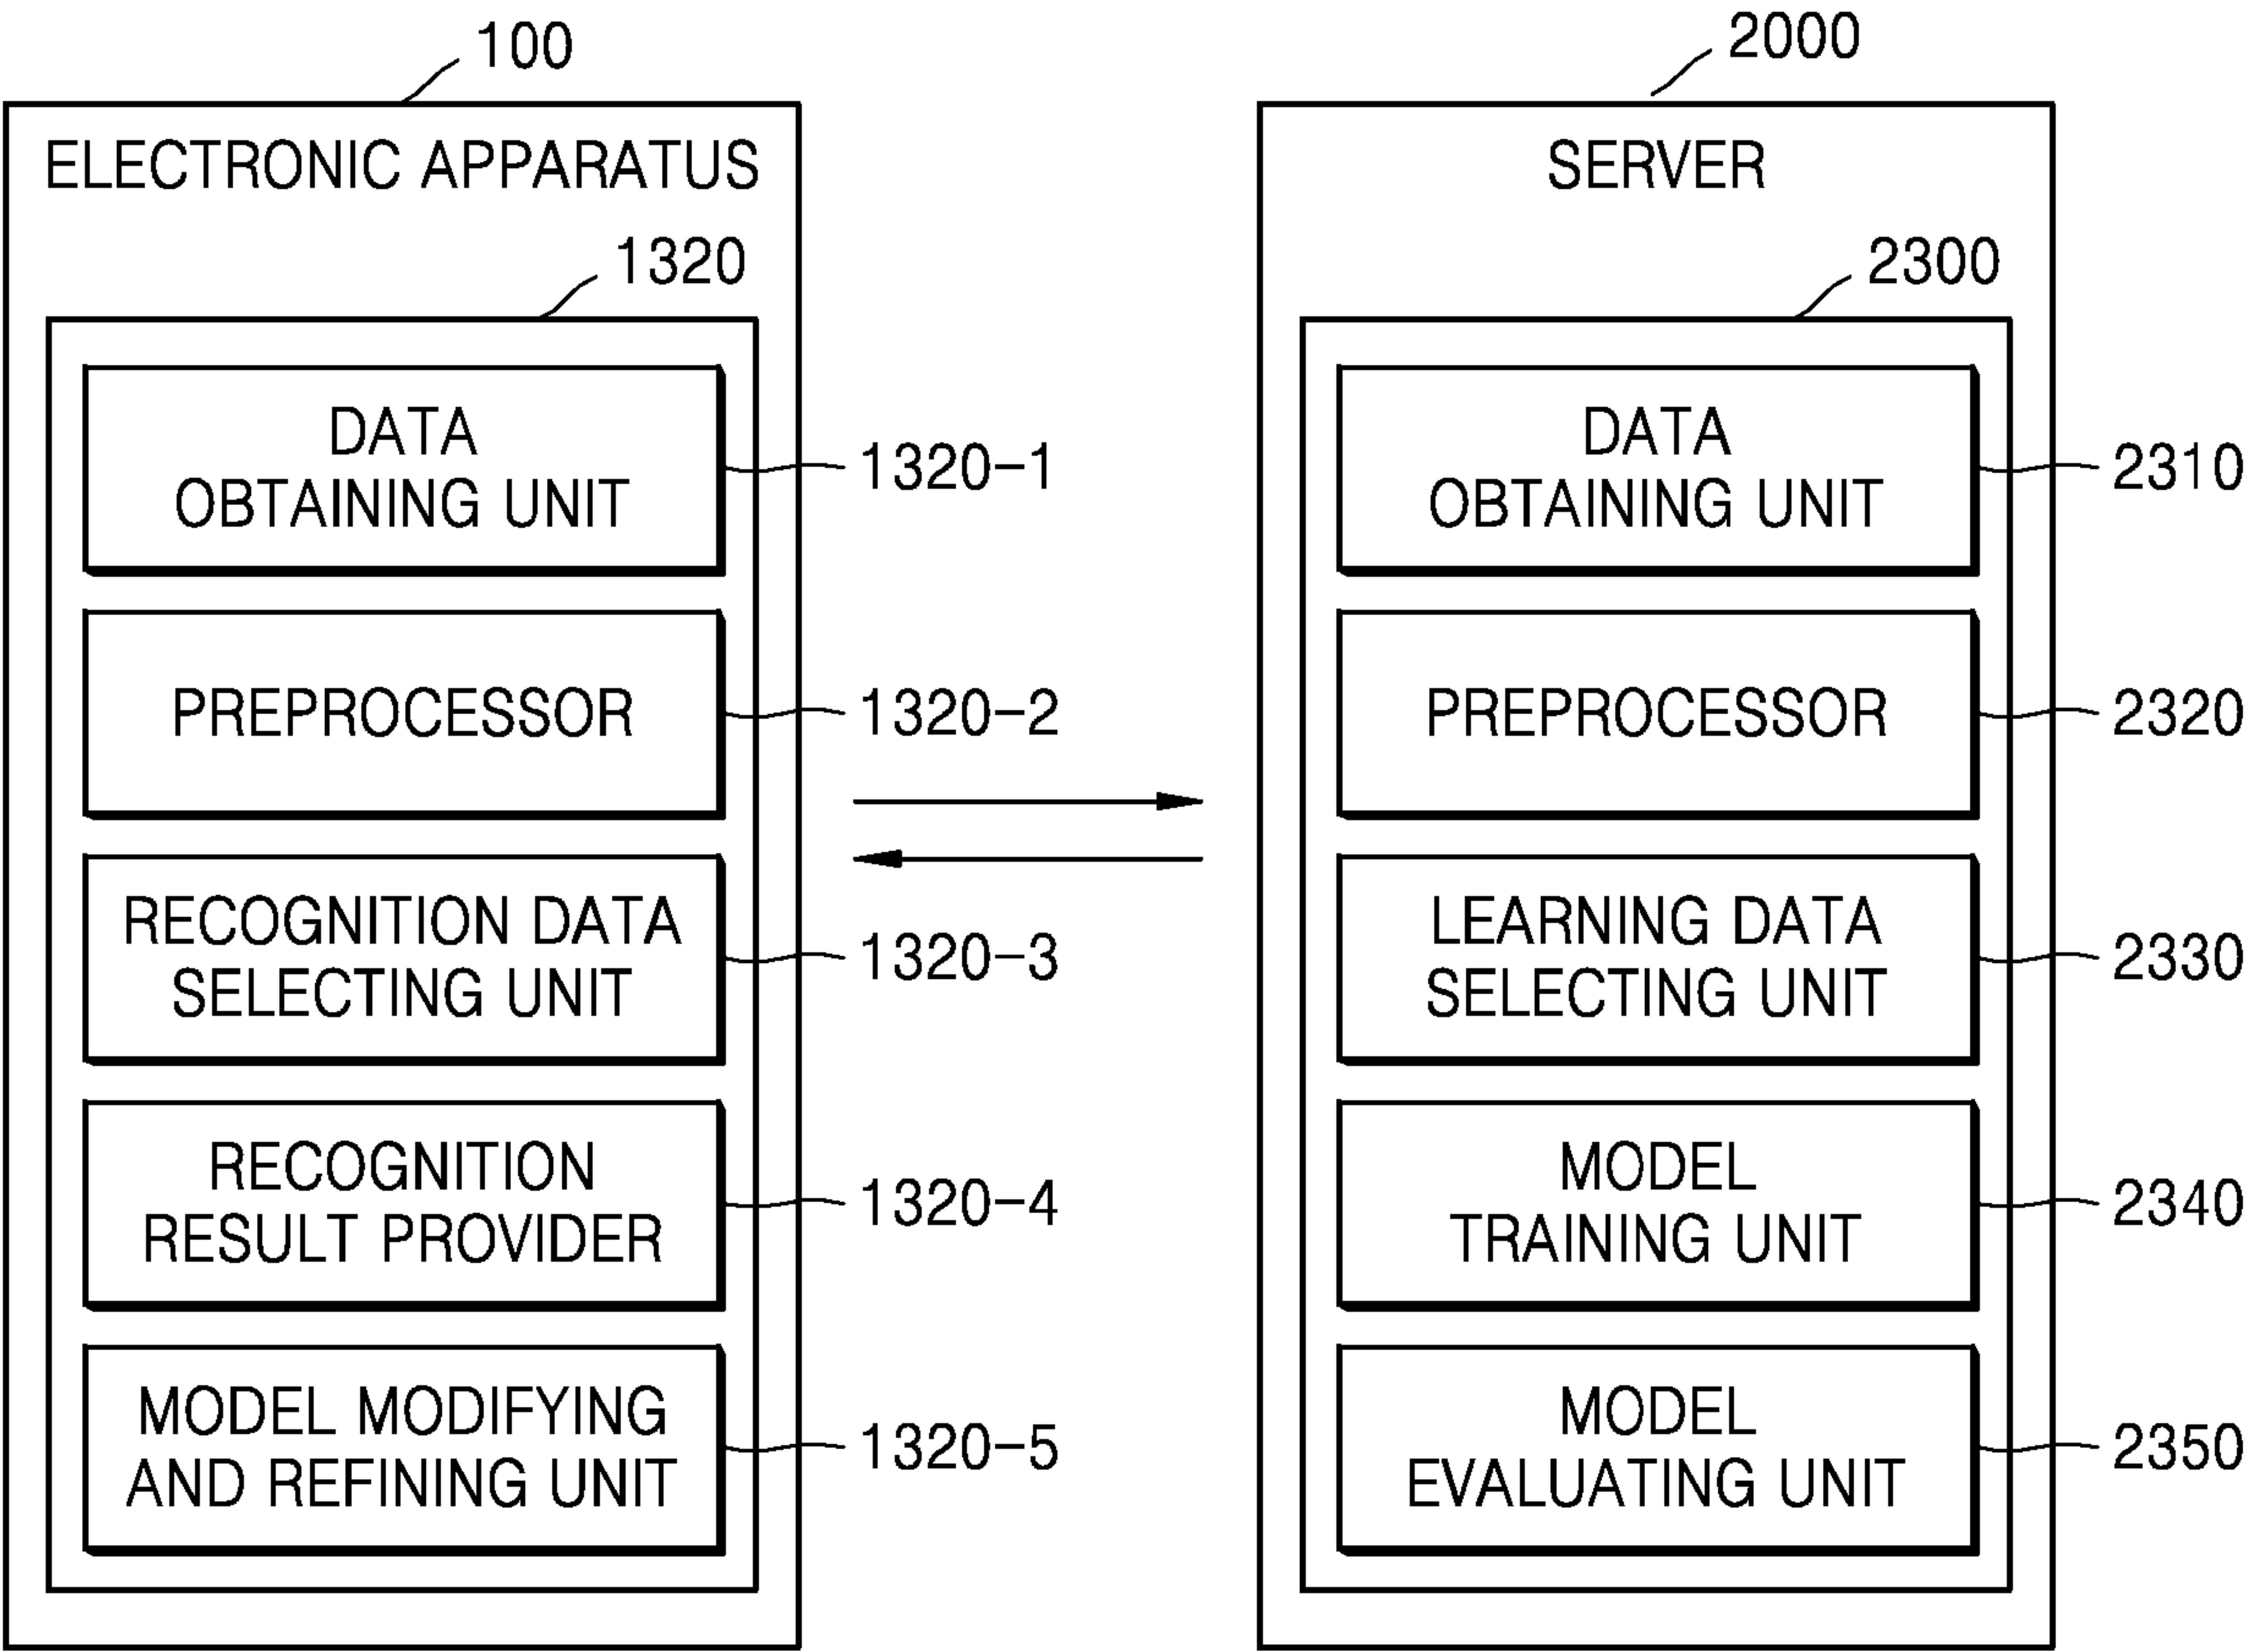 100
ELECTRONIC APPARATUS
1320
DATA
OBTAINING UNIT
1320-1
PREPROCESSOR
1320-2
RECOGNITION DATA
SELECTING UNIT
1320-3
RECOGNITION
RESULT PROVIDER
1320-4
MODEL MODIFYING
AND REFINING UNIT
1320-5
2000
SERVER
2300
DATA
OBTAINING UNIT
2310
PREPROCESSOR
2320
LEARNING DATA
SELECTING UNIT
2330
MODEL
TRAINING UNIT
2340
MODEL
EVALUATING UNIT
2350